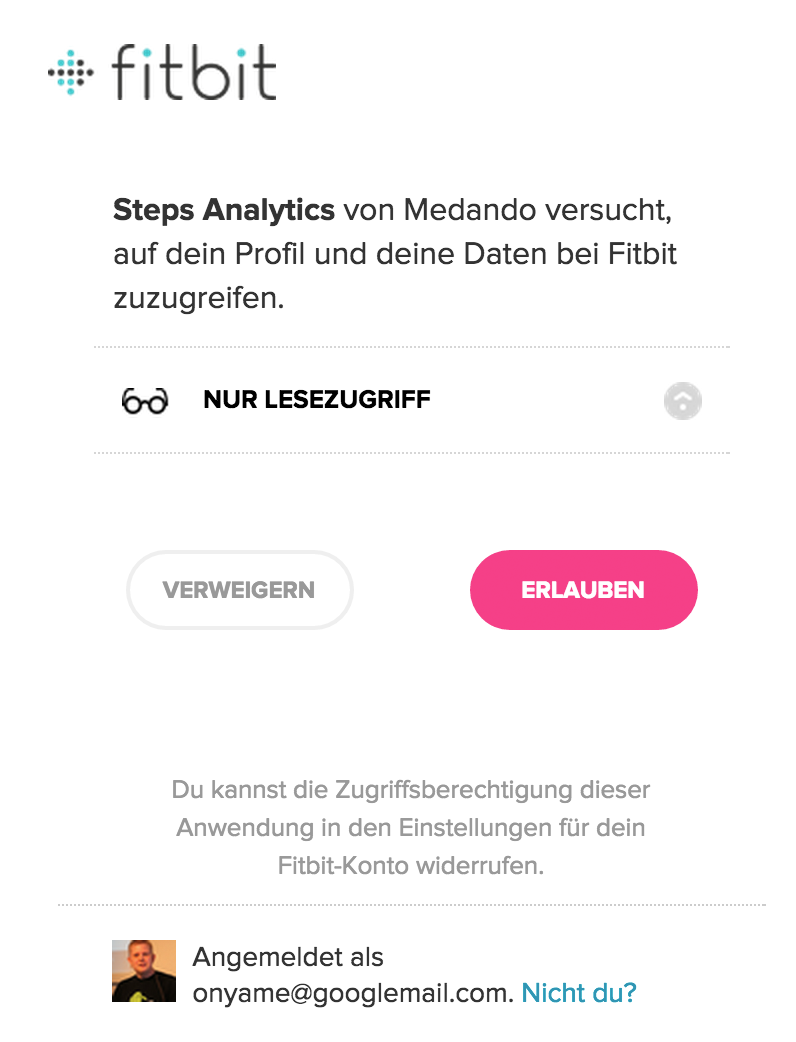 fitbit
Steps Analytics von Medando versucht,
auf dein Profil und deine Daten bei Fitbit
zuzugreifen.
NUR LESEZUGRIFF
VERWEIGERN
ERLAUBEN
Du kannst die Zugriffsberechtigung dieser
Anwendung in den Einstellungen für dein
Fitbit-Konto widerrufen.
Angemeldet als
onyame@googlemail.com. Nicht du?